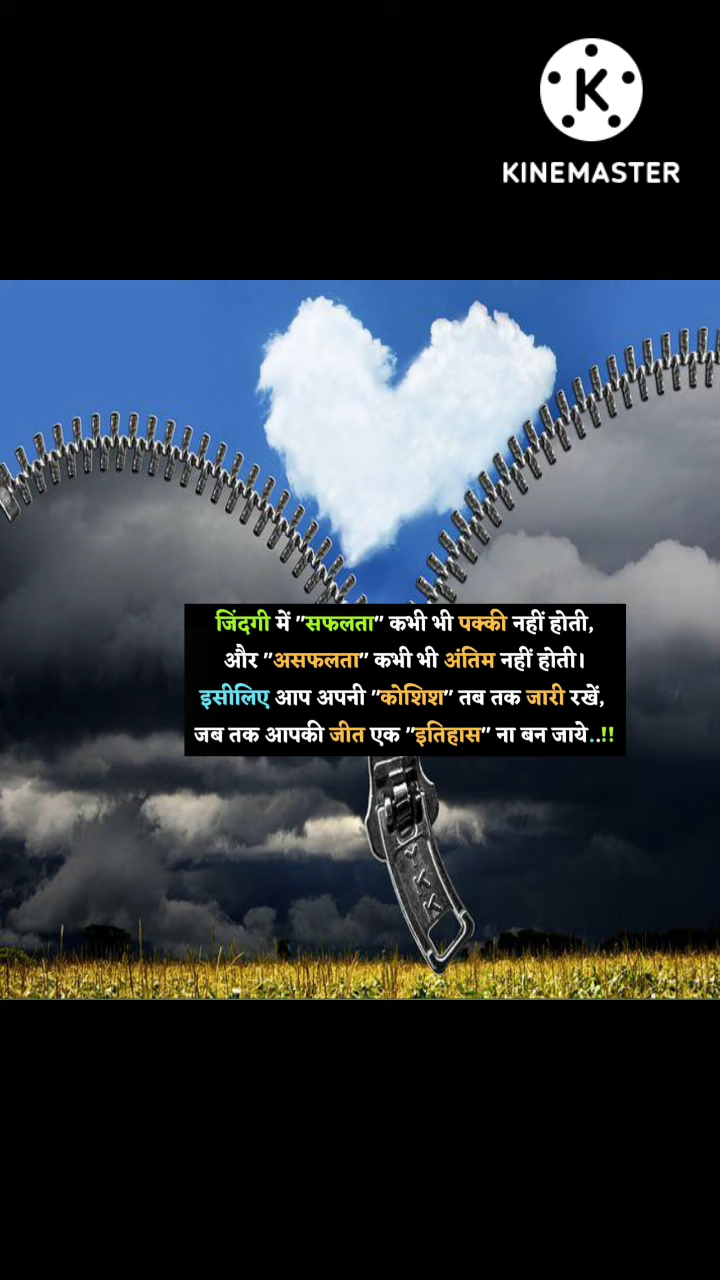 KINEMASTER
जिंदगी में "सफलता" कभी भी पक्की नहीं होती,
और "असफलता" कभी भी अंतिम नहीं होती।
इसीलिए आप अपनी "कोशिश" तब तक जारी रखें,
जब तक आपकी जीत एक "इतिहास" ना बन जाये..!!
YKK